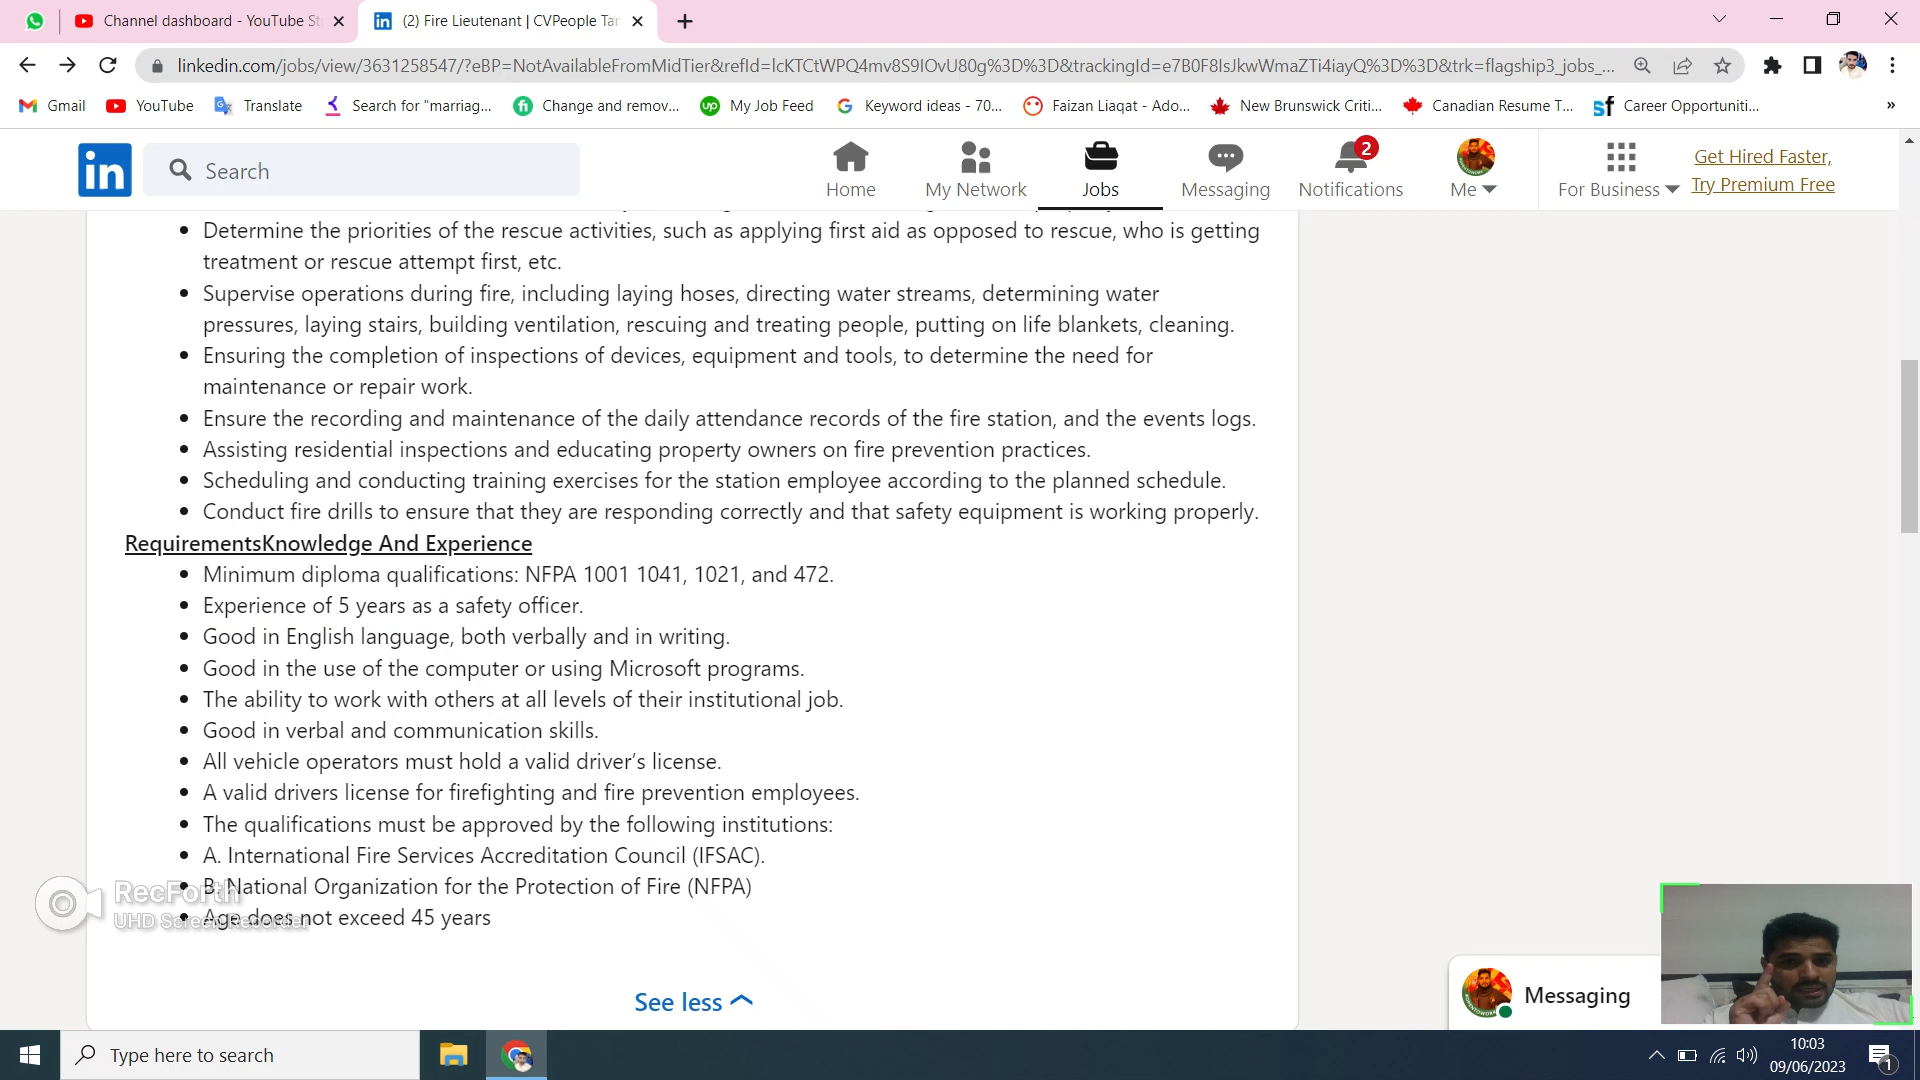 Channel dashboard - YouTube St
(2) Fire Lieutenant | CVPeople Tan
linkedin.com/jobs/view/3631258547/?eBP=NotAvailableFromMidTier&refId=lcKTCtWPQ4mv8S9IOvU80g%3D%3D&trackingId=e7B0F8IsJkwWmaZTi4iayQ%3D%3D&trk=flagship3_jobs_...
Gmail YouTube Translate Search for "marriag... Change and remov... My Job Feed Keyword ideas - 70... Faizan Liaqat - Ado... New Brunswick Criti... Canadian Resume T... Career Opportuniti... »
in Search Home My Network Jobs Messaging 2 Notifications Me For Business Get Hired Faster,
Try Premium Free
• Determine the priorities of the rescue activities, such as applying first aid as opposed to rescue, who is getting
treatment or rescue attempt first, etc.
• Supervise operations during fire, including laying hoses, directing water streams, determining water
pressures, laying stairs, building ventilation, rescuing and treating people, putting on life blankets, cleaning.
• Ensuring the completion of inspections of devices, equipment and tools, to determine the need for
maintenance or repair work.
• Ensure the recording and maintenance of the daily attendance records of the fire station, and the events logs.
• Assisting residential inspections and educating property owners on fire prevention practices.
• Scheduling and conducting training exercises for the station employee according to the planned schedule.
• Conduct fire drills to ensure that they are responding correctly and that safety equipment is working properly.
RequirementsKnowledge And Experience
• Minimum diploma qualifications: NFPA 1001 1041, 1021, and 472.
• Experience of 5 years as a safety officer.
• Good in English language, both verbally and in writing.
• Good in the use of the computer or using Microsoft programs.
• The ability to work with others at all levels of their institutional job.
• Good in verbal and communication skills.
• All vehicle operators must hold a valid driver's license.
• A valid drivers license for firefighting and fire prevention employees.
• The qualifications must be approved by the following institutions:
• A. International Fire Services Accreditation Council (IFSAC).
• B. National Organization for the Protection of Fire (NFPA)
• Age does not exceed 45 years
RecForth
UHD Screen Recorder
See less
Messaging
Type here to search
10:03
09/06/2023
1